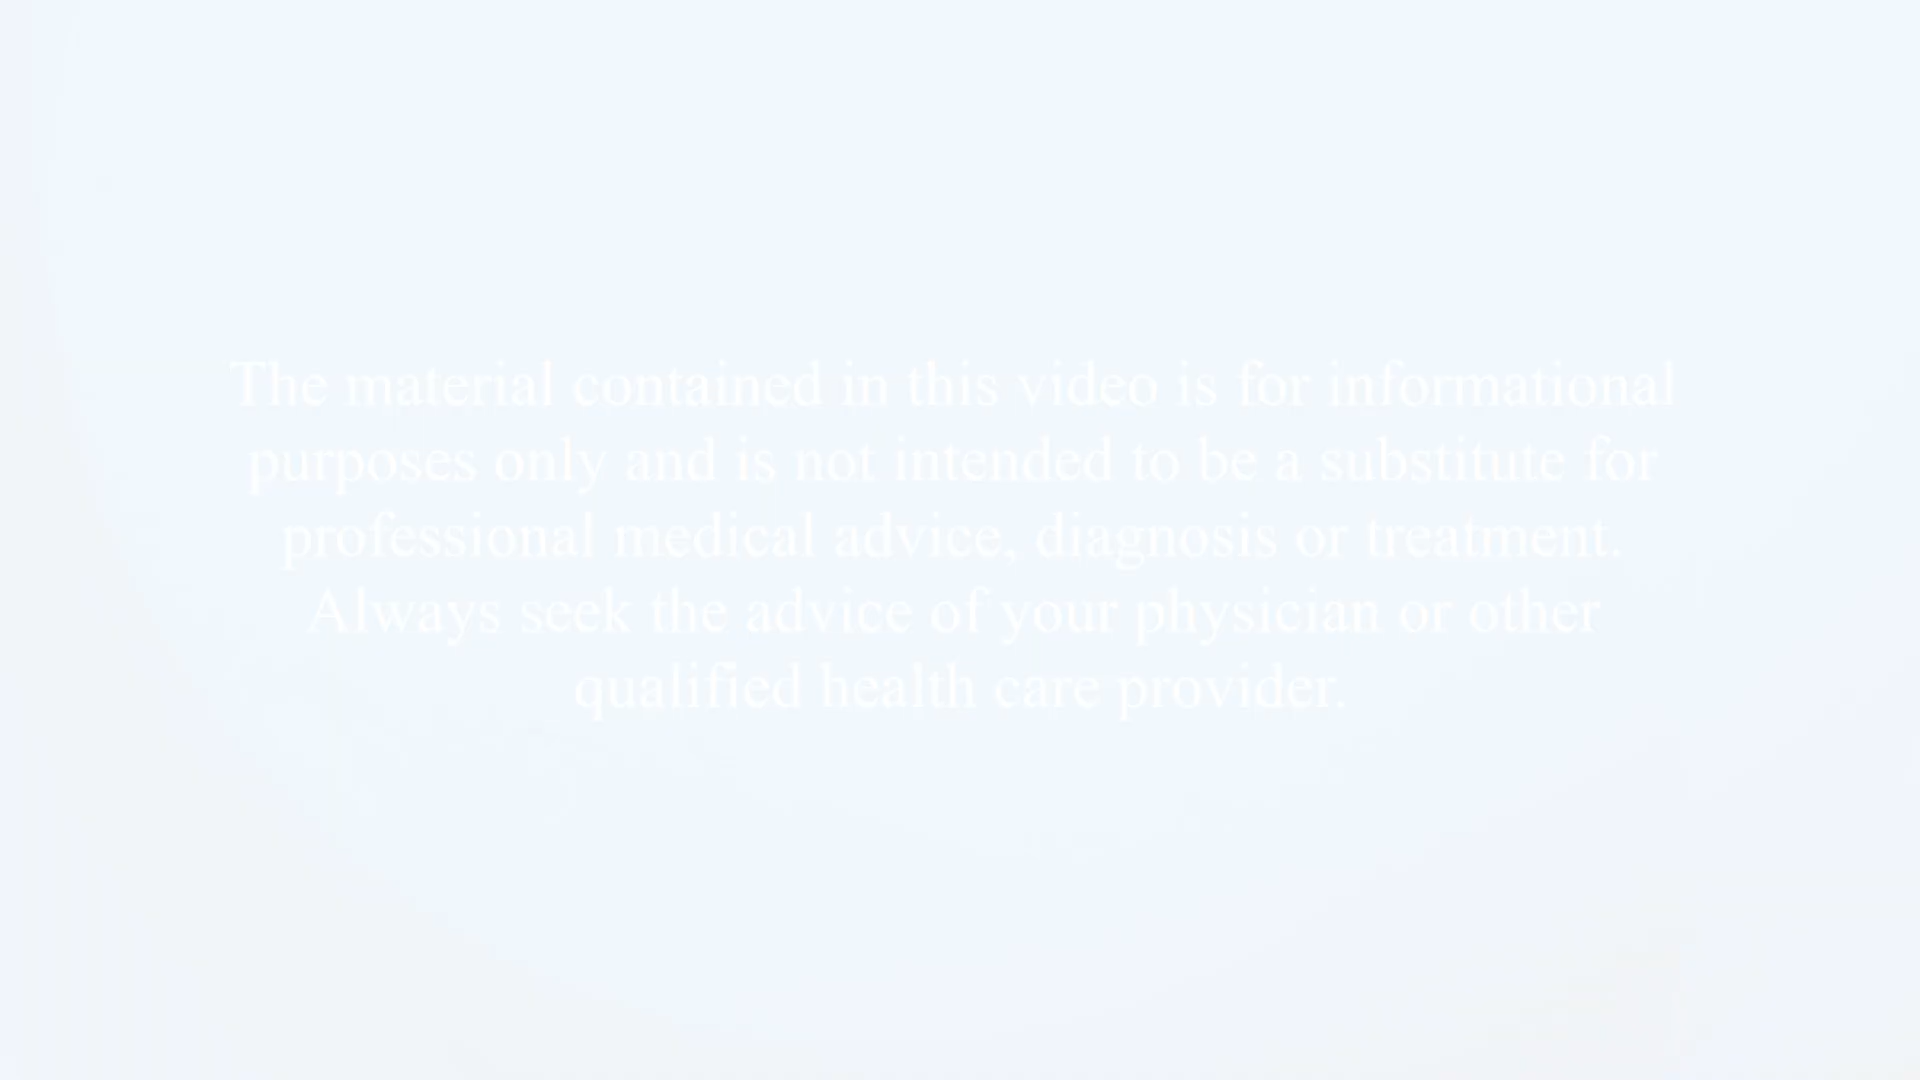 The material contained in this video is for informational
purposes only and is not intended to be a substitute for
professional medical advice, diagnosis or treatment.
Always seek the advice of your physician or other
qualified health care provider.